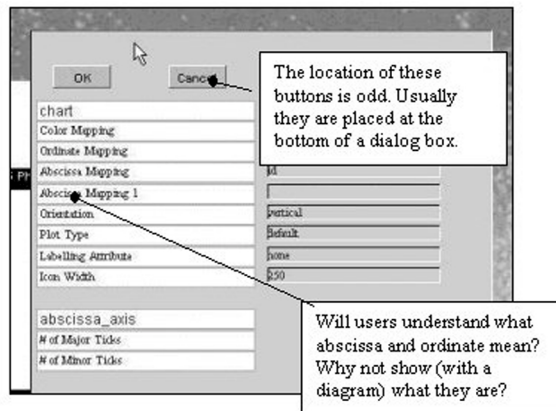 OK
Cancel
The location of these
buttons is odd. Usually
they are placed at the
bottom of a dialog box.
chart
Color Mapping
Ordinate Mapping
Abscissa Mapping
id
Abscissa Mapping 1
Orientation
vertical
Plot Type
default
Labelling Attribute
none
Icon Width
250
abscissa_axis
# of Major Ticks
# of Minor Ticks
Will users understand what
abscissa and ordinate mean?
Why not show (with a
diagram) what they are?